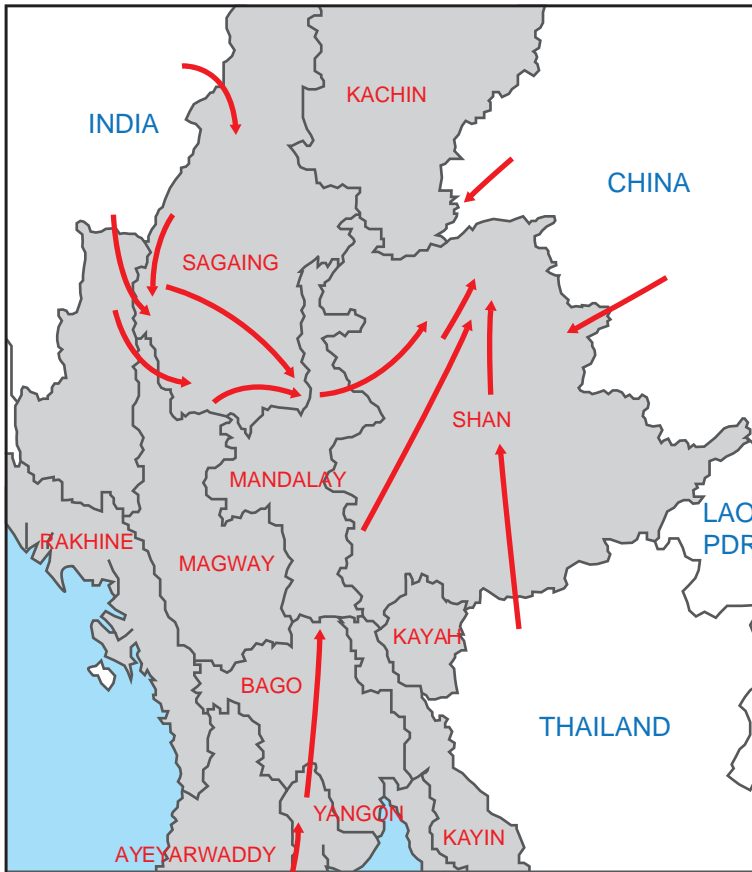 KACHIN
INDIA
CHINA
SAGAING
SHAN
MANDALAY
LAO
PDR
RAKHINE
MAGWAY
KAYAH
BAGO
THAILAND
YANGON
KAYIN
AYEYARWADDY